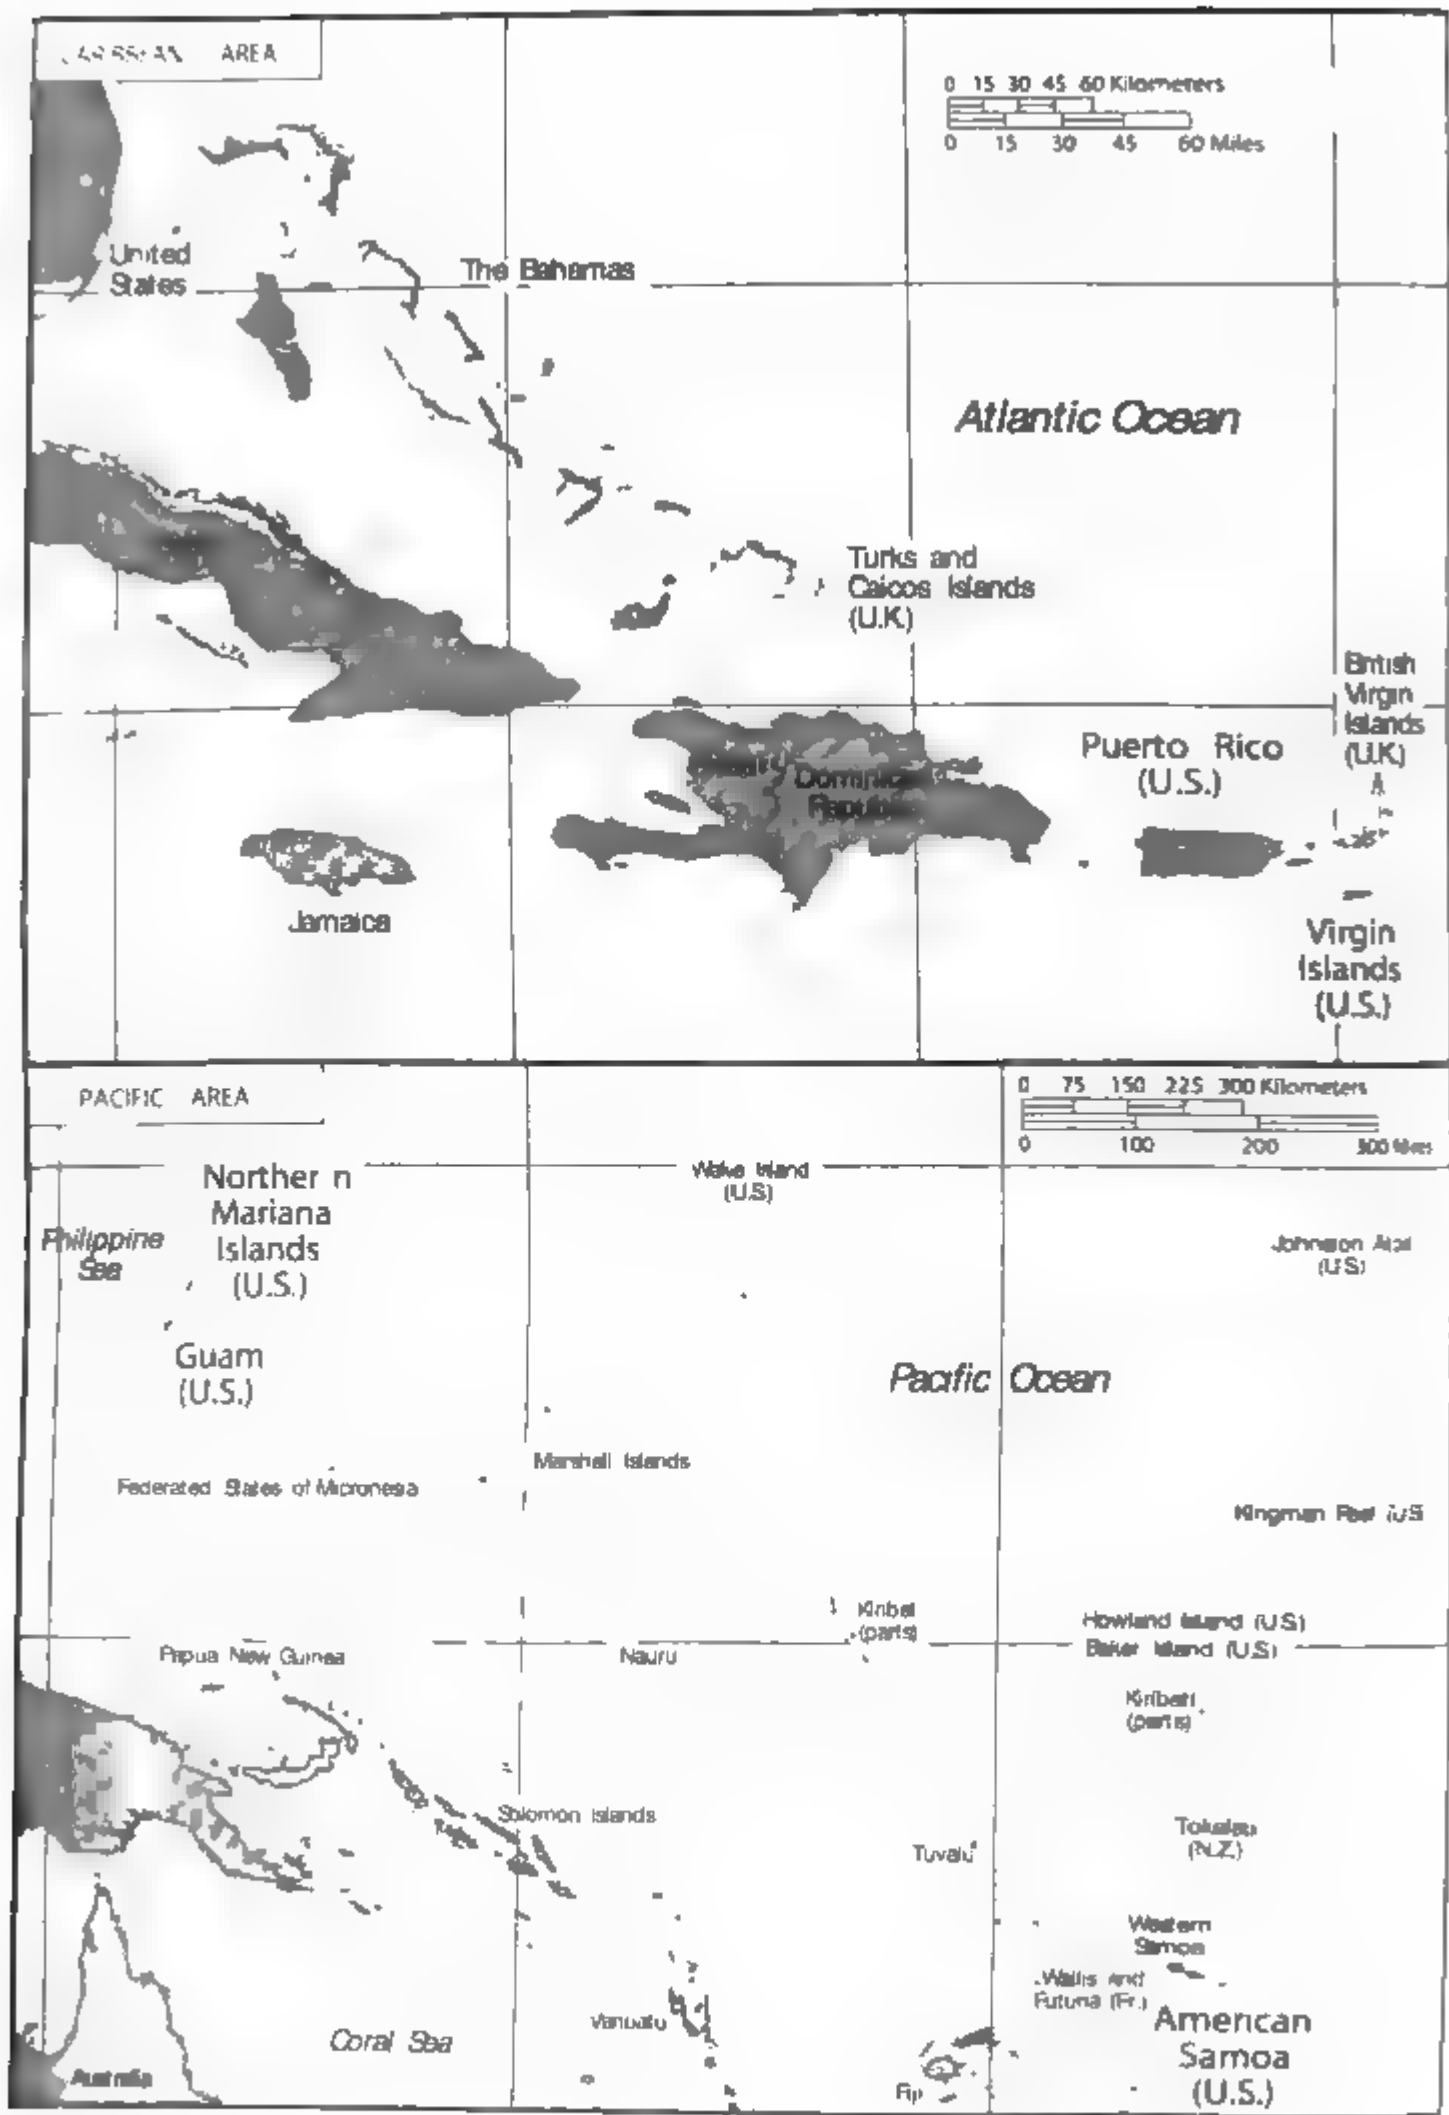 AREA
0 15 30 45 60 Kilometers
0 15 30 45 60 Miles
United
States
The Bahamas
Atlantic Ocean
Turks and
Caicos Islands
(U.K.)
British
Virgin
Islands
(U.K.)
Puerto Rico
(U.S.)
Jamaica
Virgin
Islands
(U.S.)
PACIFIC AREA
0 75 150 225 300 Kilometers
0 100 200 300 Miles
Norther n
Mariana
Islands
(U.S.)
Wake Island
(U.S.)
Philippine
Sea
Johnston Atoll
(U.S.)
Guam
(U.S.)
Pacific Ocean
Marshall Islands
Federated States of Micronesia
Kingman Reef (U.S.
(parts)
Howland Island (U.S.)
Baker Island (U.S.)
Papua New Guinea
Nauru
Kiribati
(parts)
Solomon Islands
Tuvalu
Tokelau
(N.Z.)
Western
Samoa
Wallis and
Futuna (Fr.)
American
Samoa
(U.S.)
Vanuatu
Coral Sea
Australia
Fiji